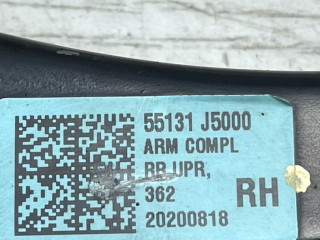 55131 J5000
ARM COMPL
RR UPR,
362
RH
20200818